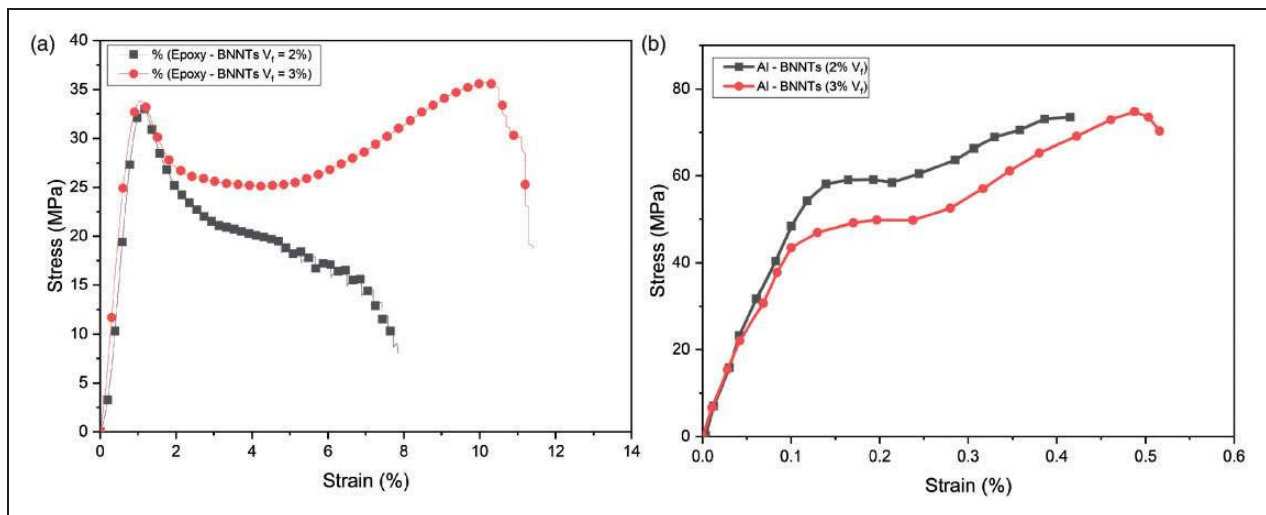 (a)
% (Epoxy - BNNTs Vf = 2%)
% (Epoxy - BNNTs Vf = 3%)
40
35
30
25
20
15
10
5
0
Stress (MPa)
0 2 4 6 8 10 12 14
Strain (%)
(b)
Al - BNNTs (2% Vf)
Al - BNNTs (3% Vf)
80
60
40
20
0
Stress (MPa)
0.0 0.1 0.2 0.3 0.4 0.5 0.6
Strain (%)